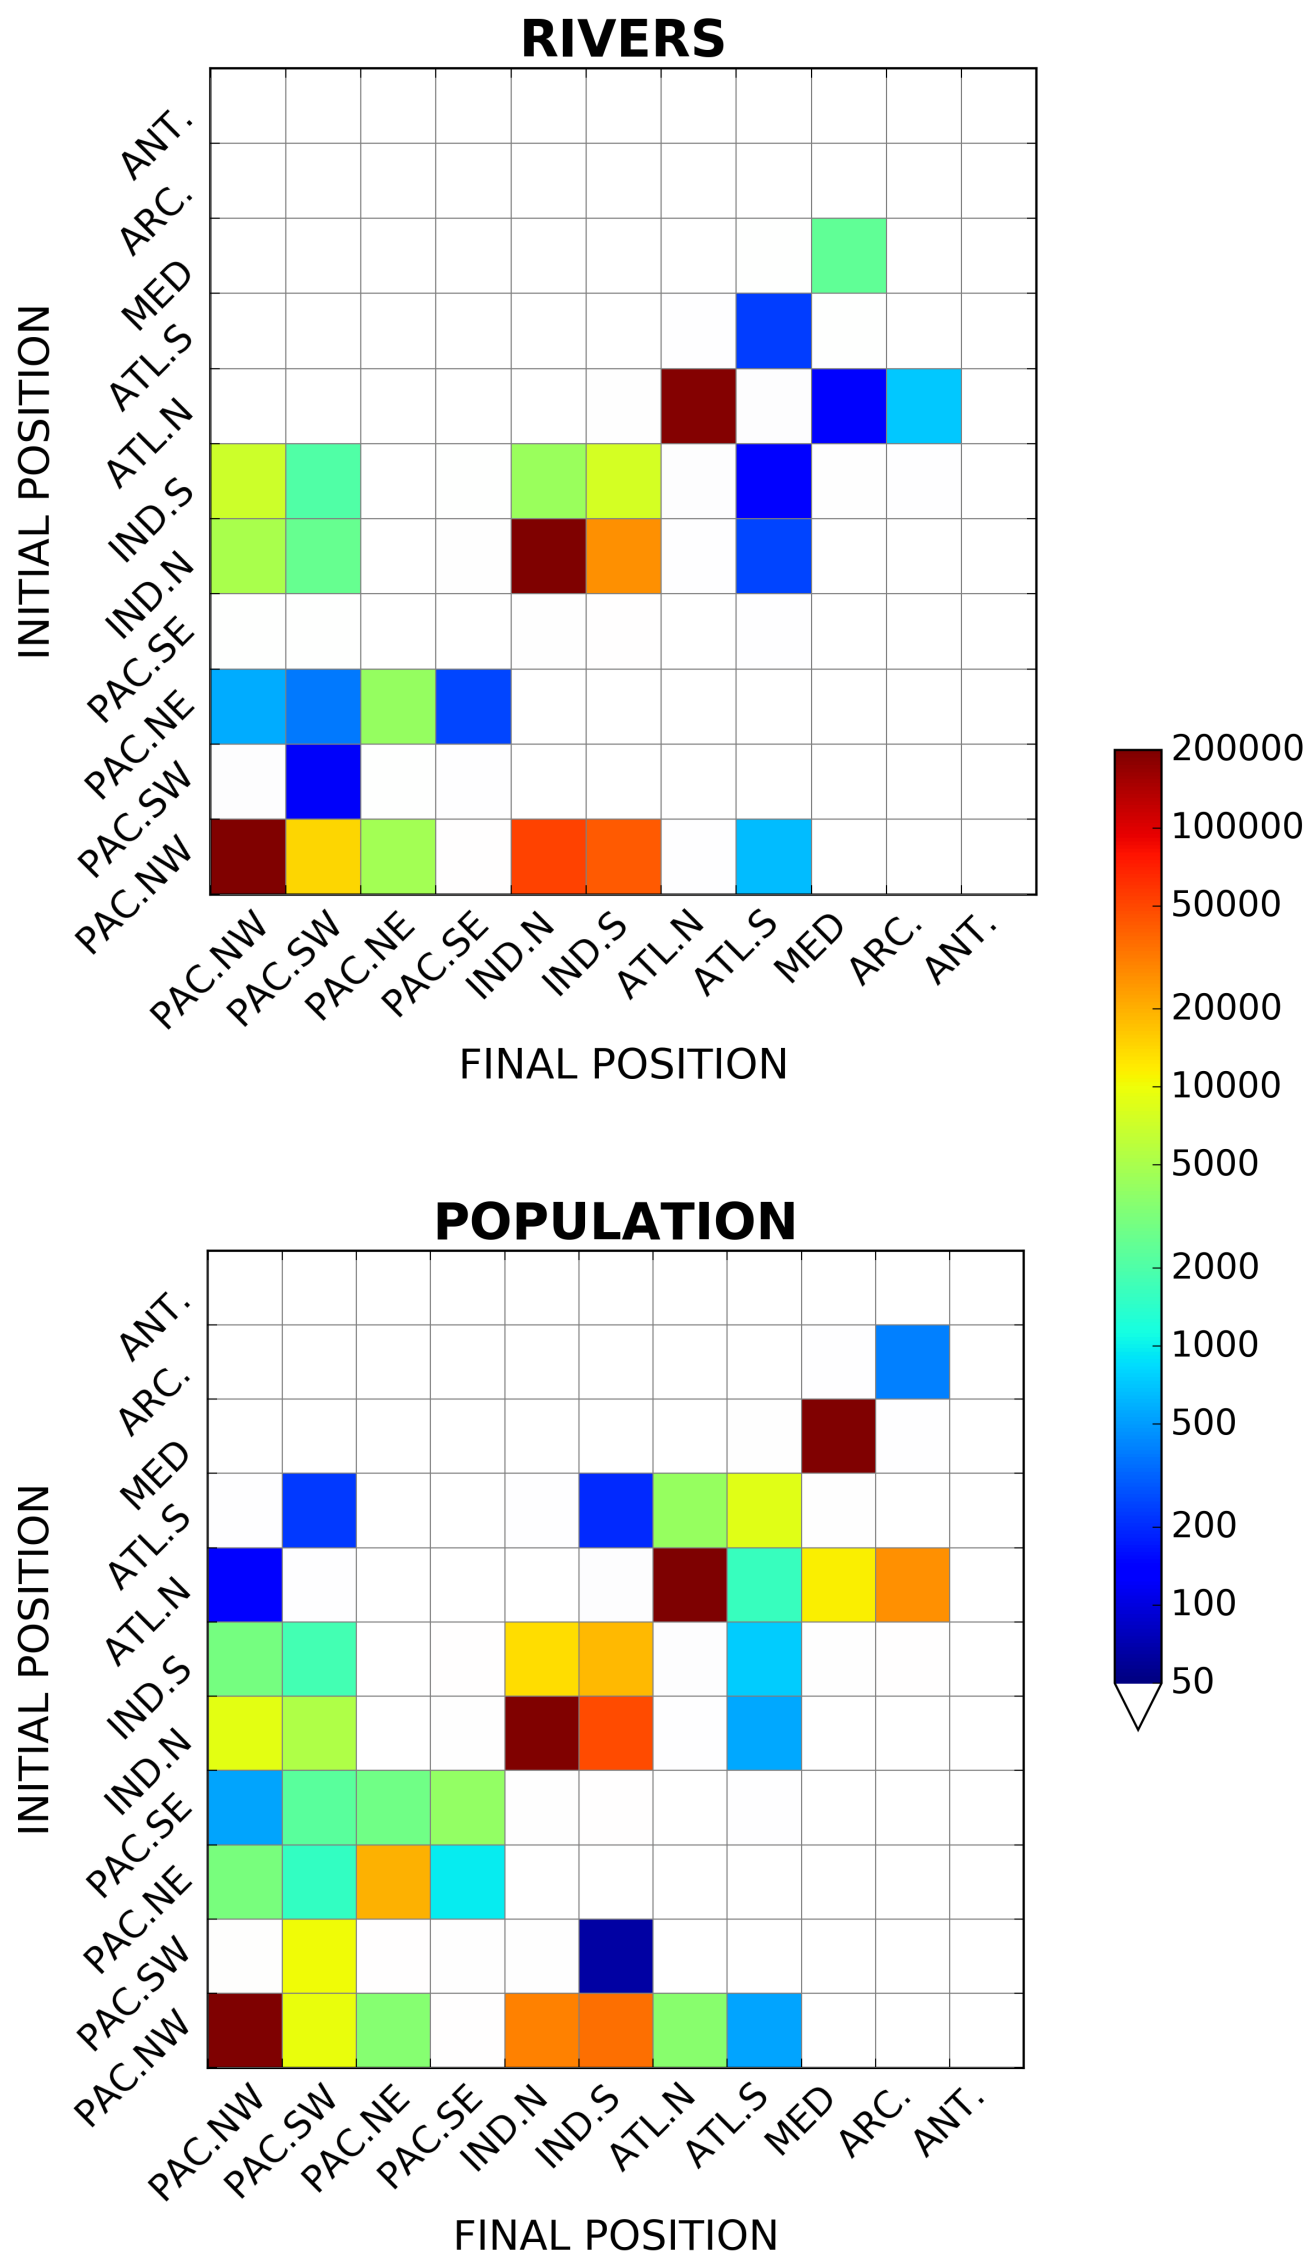 RIVERS
INITIAL POSITION
ANT.
ARC.
MED
ATL.S
ATL.N
IND.S
IND.N
PAC.SE
PAC.NE
PAC.SW
PAC.NW
PAC.NW
PAC.SW
PAC.NE
PAC.SE
IND.N
IND.S
ATL.N
ATL.S
MED
ARC.
ANT.
FINAL POSITION
200000
100000
50000
20000
10000
5000
2000
1000
500
200
100
50
POPULATION
INITIAL POSITION
ANT.
ARC.
MED
ATL.S
ATL.N
IND.S
IND.N
PAC.SE
PAC.NE
PAC.SW
PAC.NW
PAC.NW
PAC.SW
PAC.NE
PAC.SE
IND.N
IND.S
ATL.N
ATL.S
MED
ARC.
ANT.
FINAL POSITION